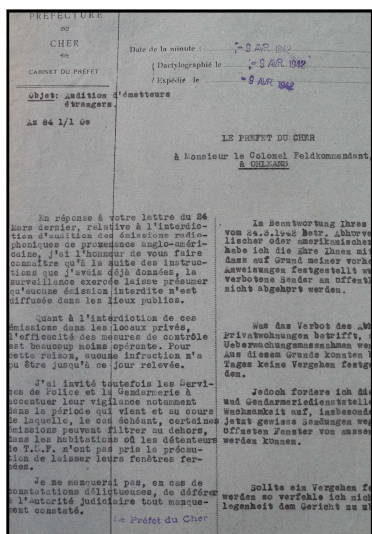 PREFECTURE
DU
CHER
CABINET DU PRÉFET
Date de la minute : - 9 AVR 1942
Dactylographié le - 9 AVR. 1942
Expédié le - 9 AVR 1942
Objet: Audition d'émetteurs
étrangers.
Az 84 1/1 Ge
LE PREFET DU CHER
à Monsieur le Colonel Feldkommandant,
à ORLEANS
En réponse à votre lettre du 24
Mars dernier, relative à l'interdic-
tion d'audition des émissions radio-
phoniques de provenance anglo-améri-
caine, j'ai l'honneur de vous faire
connaître qu'à la suite des instruc-
tions que j'avais déjà données, la
surveillance exercée laisse présumer
qu'aucune émission interdite n'est
diffusée dans les lieux publics.
Quant à l'interdiction de ces
émissions dans les locaux privés,
l'efficacité des mesures de contrôle
est beaucoup moins opérante. Pour
cette raison, aucune infraction n'a
pu être jusqu'à ce jour relevée.
J'ai invité toutefois les Servi-
ces de Police et la Gendarmerie à
accentuer leur vigilance notamment
dans la période qui vient et au cours
de laquelle, le cas échéant, certaines
émissions peuvent filtrer au dehors,
dans les habitations où les détenteurs
de T.S.F. n'ont pas pris la précau-
tion de laisser leurs fenêtres fer-
mées.
Je ne manquerai pas, en cas de
constatations délictueuses, de déférer
à l'Autorité judiciaire tout manque-
ment constaté.
Le Préfet du Cher
In Beantwortung Ihres
vom 24.3.1942 Betr. Abhörve
lischer oder amerikanischer
habe ich die Ehre Ihnen mi
dass auf Grund meiner vorhe
Anweisungen festgestellt w
verbotene Sender an öffentl
nicht abgehört werden.
Was das Verbot des Abh
Privatwohnungen betrifft,
Ueberwachungsmassnahmen we
Aus diesem Grunde konnten b
Tages keine Vergehen festge
den.
Jedoch fordere ich die
und Gendarmeriedienststelle
Wachsamkeit auf, insbesond
jetzt gewisse Sendungen weg
öffneten Fenster von aussen
werden können.
Sollte ein Vergehen fe
werden so verfehle ich nich
legenheit dem Gericht zu ü